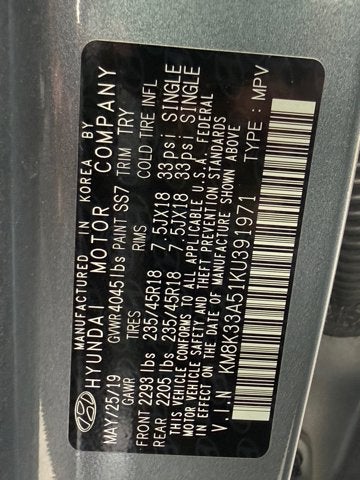 MANUFACTURED IN KOREA BY
HYUNDAI MOTOR COMPANY
MAY/25/19 GVWR 4045 lbs PAINT SS7 TRIM TRY
GAWR TIRES RIMS COLD TIRE INFL
FRONT 2293 lbs 235/45R18 7.5JX18 33psi SINGLE
REAR 2205 lbs 235/45R18 7.5JX18 33psi SINGLE
THIS VEHICLE CONFORMS TO ALL APPLICABLE U.S.A. FEDERAL
MOTOR VEHICLE SAFETY AND THEFT PREVENTION STANDARDS
IN EFFECT ON THE DATE OF MANUFACTURE SHOWN ABOVE
V.I.N KM8K33A51KU391971 TYPE : MPV